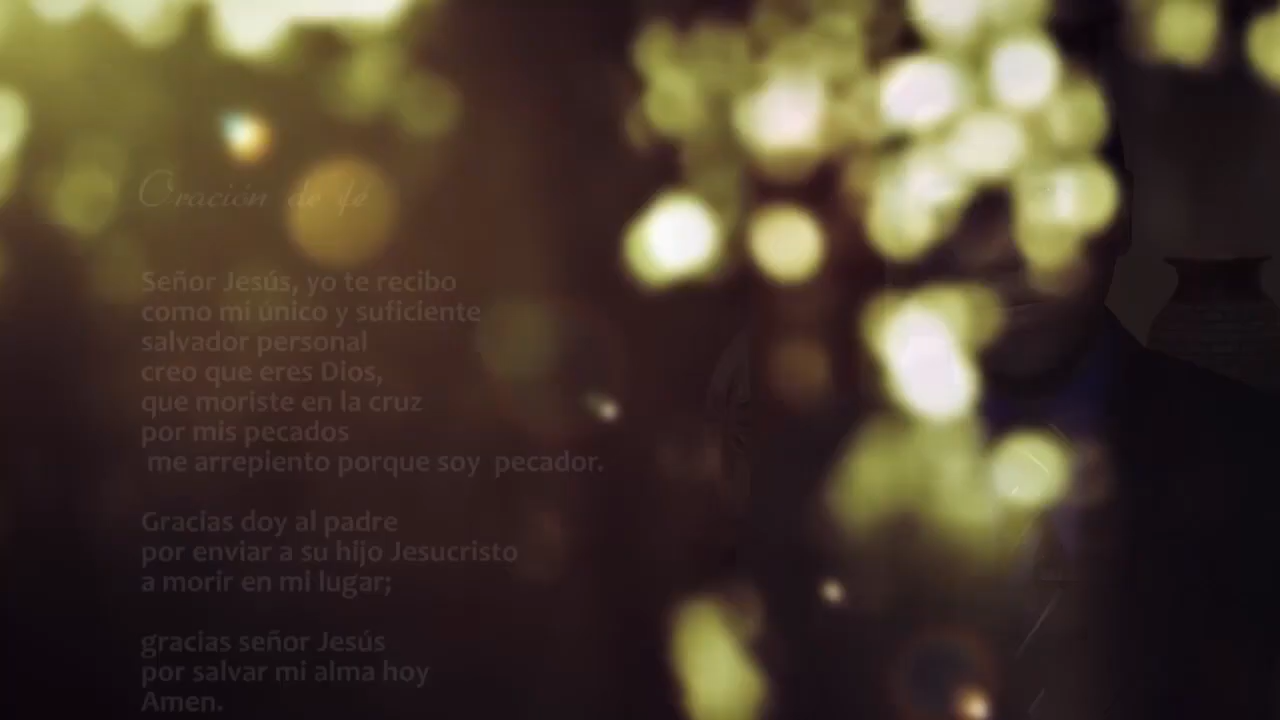 Oración de fé
Señor Jesús, yo te recibo
como mi único y suficiente
salvador personal
creo que eres Dios,
que moriste en la cruz
por mis pecados
me arrepiento porque soy pecador.
Gracias doy al padre
por enviar a su hijo Jesucristo
a morir en mi lugar;
gracias señor Jesús
por salvar mi alma hoy
Amen.